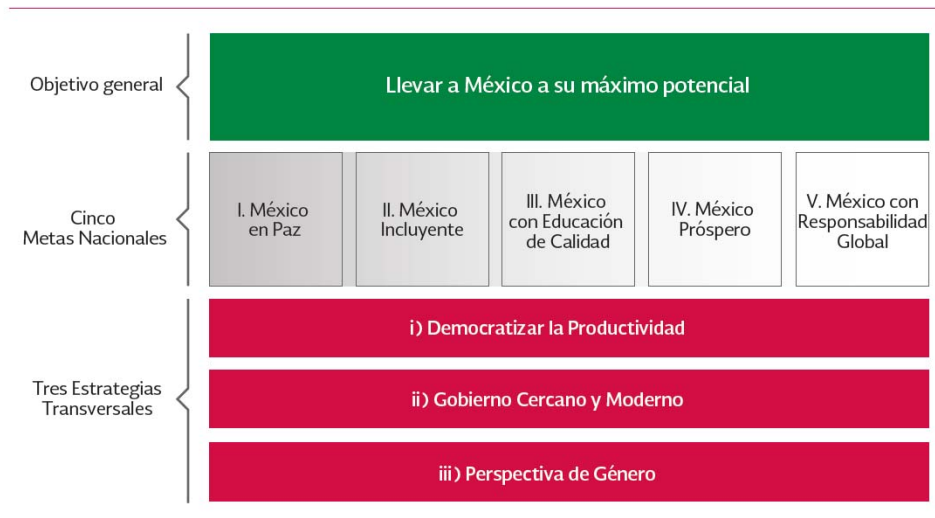 Objetivo general
Llevar a México a su máximo potencial
Cinco
Metas Nacionales
I. México
en Paz
II. México
Incluyente
III. México
con Educación
de Calidad
IV. México
Próspero
V. México con
Responsabilidad
Global
Tres Estrategias
Transversales
i) Democratizar la Productividad
ii) Gobierno Cercano y Moderno
iii) Perspectiva de Género